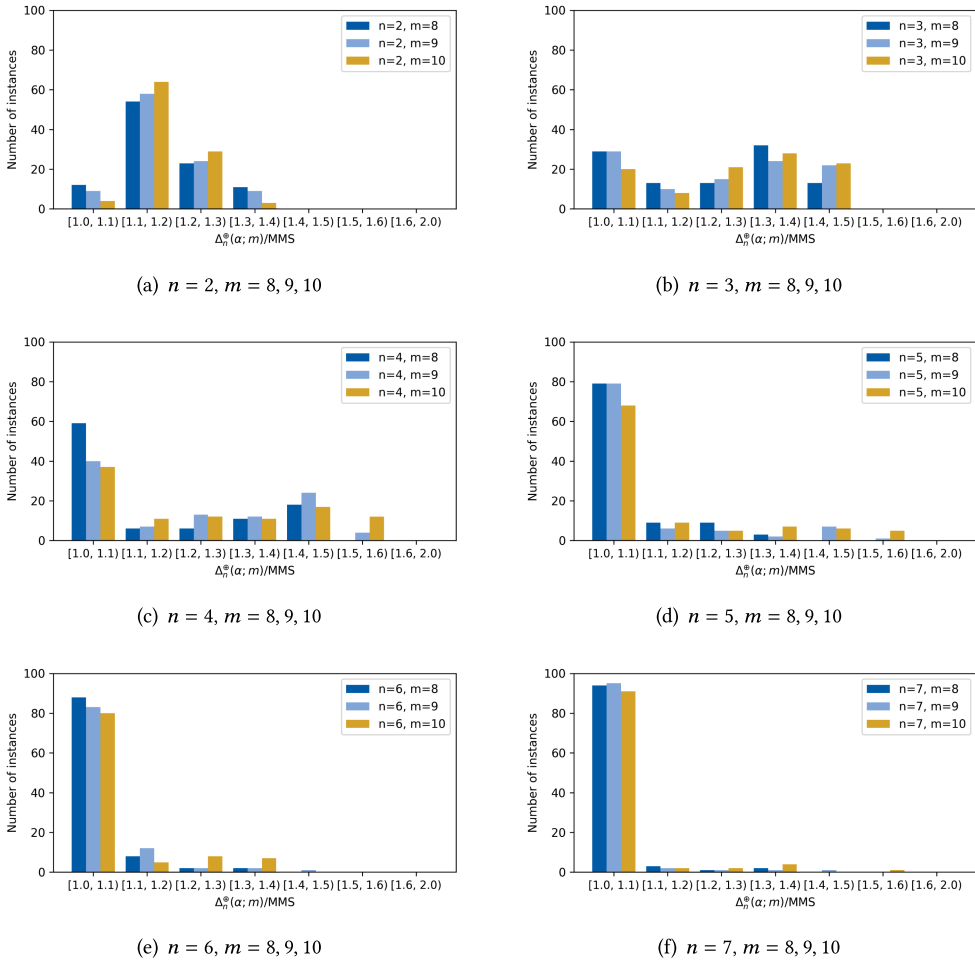 100
80
60
40
20
0
Number of instances
n=2, m=8
n=2, m=9
n=2, m=10
[1.0, 1.1) [1.1, 1.2) [1.2, 1.3) [1.3, 1.4) [1.4, 1.5) [1.5, 1.6) [1.6, 2.0)
Δₙ^⊕(α; m)/MMS
(a) n = 2, m = 8, 9, 10
100
80
60
40
20
0
Number of instances
n=3, m=8
n=3, m=9
n=3, m=10
[1.0, 1.1) [1.1, 1.2) [1.2, 1.3) [1.3, 1.4) [1.4, 1.5) [1.5, 1.6) [1.6, 2.0)
Δₙ^⊕(α; m)/MMS
(b) n = 3, m = 8, 9, 10
100
80
60
40
20
0
Number of instances
n=4, m=8
n=4, m=9
n=4, m=10
[1.0, 1.1) [1.1, 1.2) [1.2, 1.3) [1.3, 1.4) [1.4, 1.5) [1.5, 1.6) [1.6, 2.0)
Δₙ^⊕(α; m)/MMS
(c) n = 4, m = 8, 9, 10
100
80
60
40
20
0
Number of instances
n=5, m=8
n=5, m=9
n=5, m=10
[1.0, 1.1) [1.1, 1.2) [1.2, 1.3) [1.3, 1.4) [1.4, 1.5) [1.5, 1.6) [1.6, 2.0)
Δₙ^⊕(α; m)/MMS
(d) n = 5, m = 8, 9, 10
100
80
60
40
20
0
Number of instances
n=6, m=8
n=6, m=9
n=6, m=10
[1.0, 1.1) [1.1, 1.2) [1.2, 1.3) [1.3, 1.4) [1.4, 1.5) [1.5, 1.6) [1.6, 2.0)
Δₙ^⊕(α; m)/MMS
(e) n = 6, m = 8, 9, 10
100
80
60
40
20
0
Number of instances
n=7, m=8
n=7, m=9
n=7, m=10
[1.0, 1.1) [1.1, 1.2) [1.2, 1.3) [1.3, 1.4) [1.4, 1.5) [1.5, 1.6) [1.6, 2.0)
Δₙ^⊕(α; m)/MMS
(f) n = 7, m = 8, 9, 10